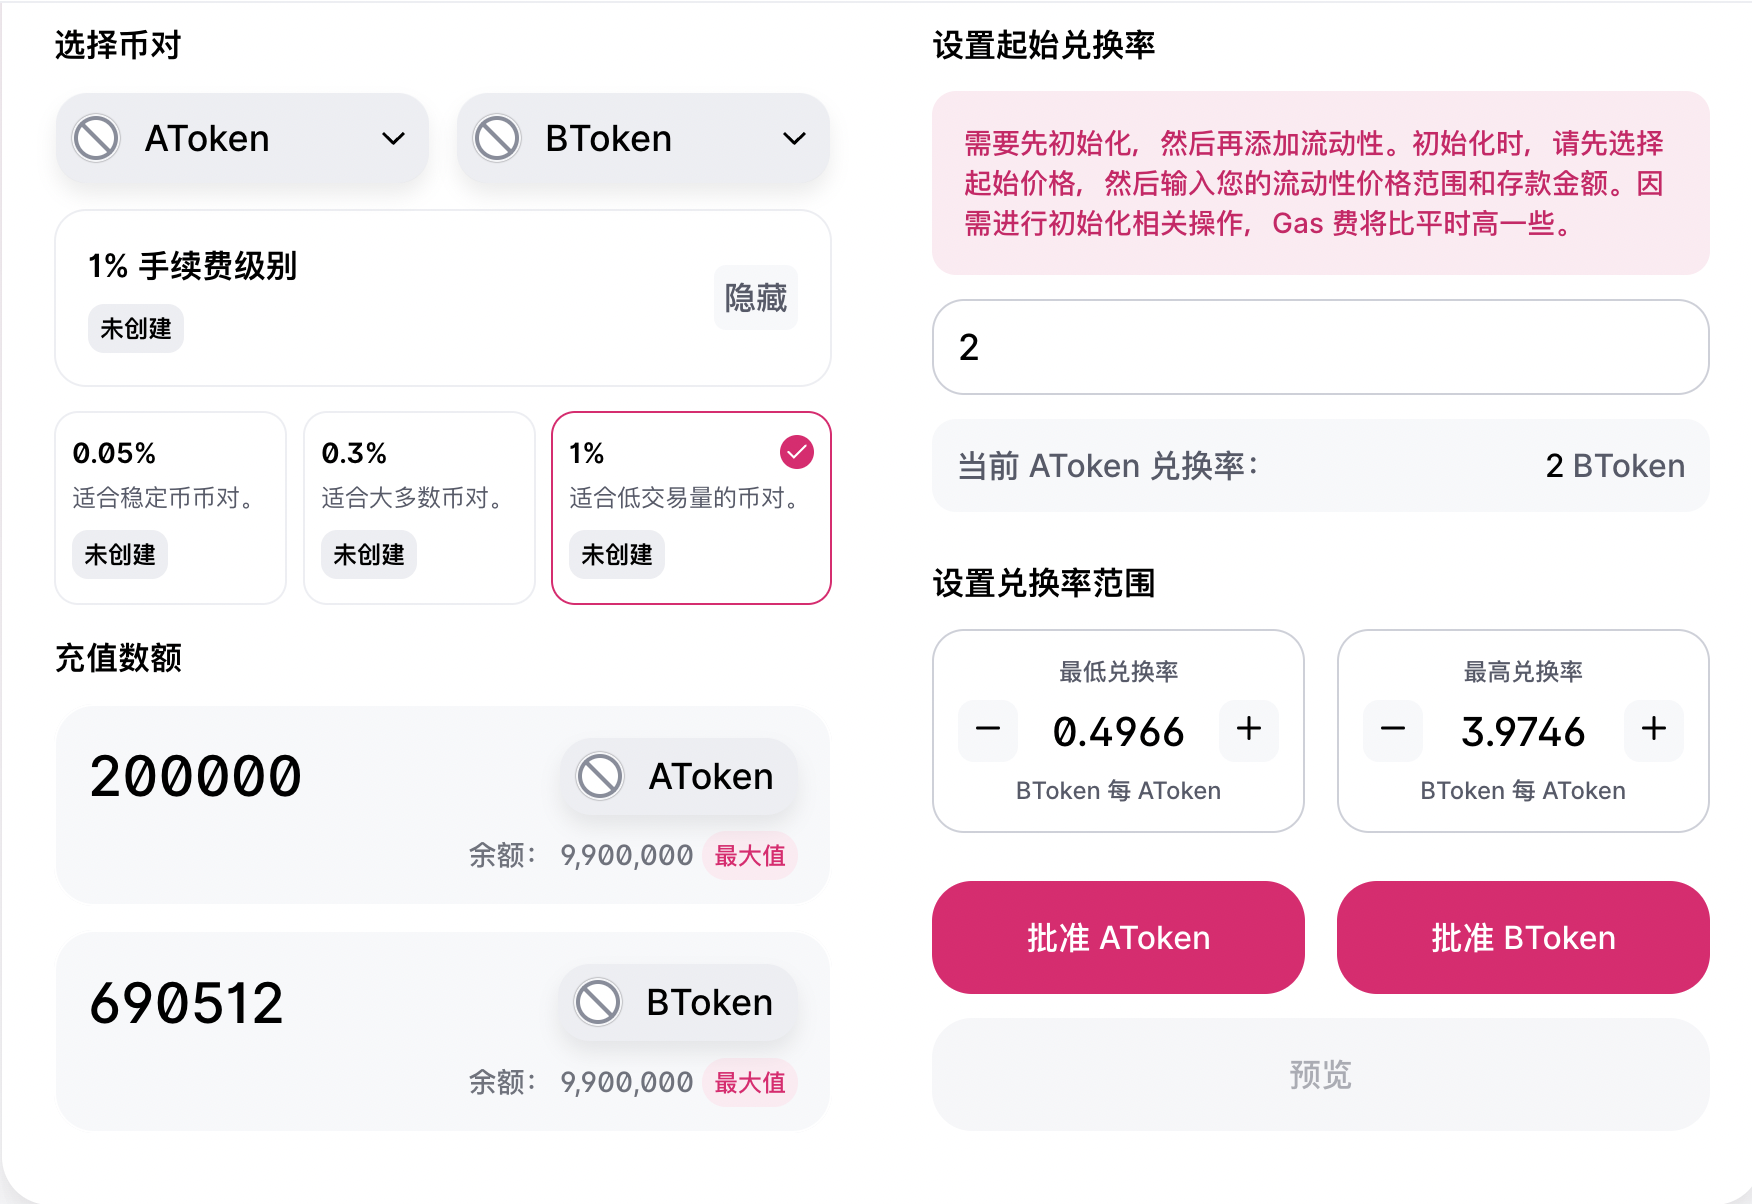 选择币对
AToken
BToken
1% 手续费级别
未创建
隐藏
0.05%
适合稳定币币对。
未创建
0.3%
适合大多数币对。
未创建
1%
适合低交易量的币对。
未创建
充值数额
200000
AToken
余额： 9,900,000 最大值
690512
BToken
余额： 9,900,000 最大值
设置起始兑换率
需要先初始化，然后再添加流动性。初始化时，请先选择
起始价格，然后输入您的流动性价格范围和存款金额。因
需进行初始化相关操作，Gas 费将比平时高一些。
2
当前 AToken 兑换率： 2 BToken
设置兑换率范围
最低兑换率
0.4966
BToken 每 AToken
最高兑换率
3.9746
BToken 每 AToken
批准 AToken
批准 BToken
预览